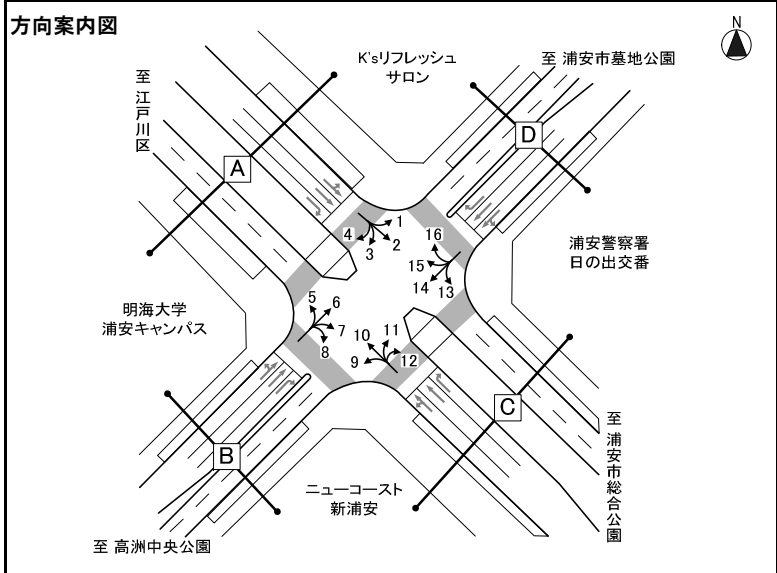 方向案内図
N
K'sリフレッシュ
サロン
至 浦安市墓地公園
至 江戸川区
A
D
浦安警察署
日の出交番
明海大学
浦安キャンパス
1
2
3
4
16
15
14
13
5
6
7
8
10
11
9
12
C
B
ニューコースト
新浦安
至 浦安市総合公園
至 高洲中央公園